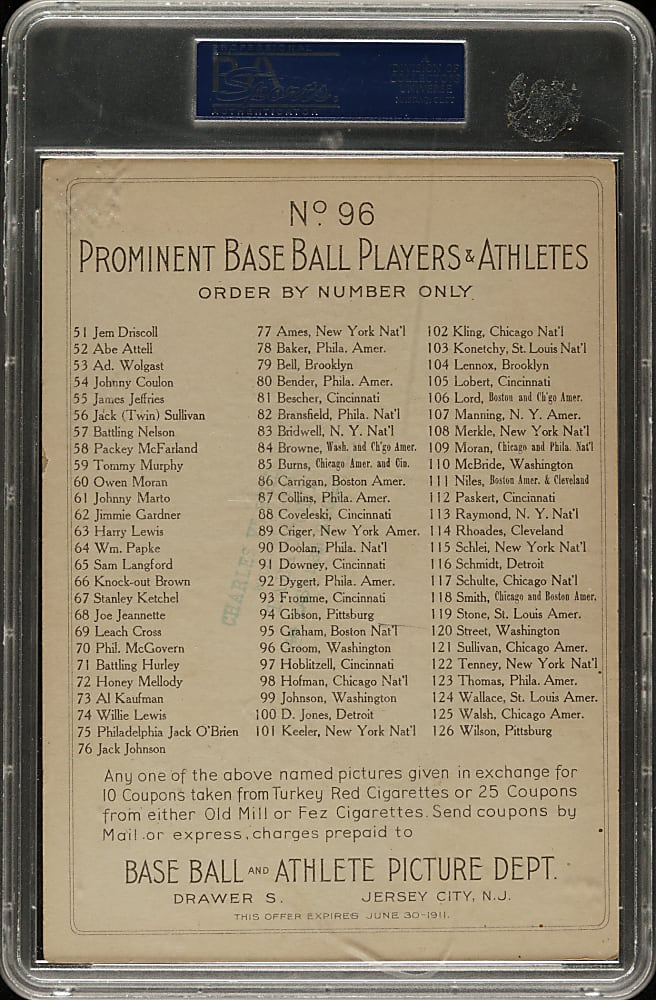 PROFESSIONAL
PSA
Sports
AUTHENTICATOR
DIVISION OF
COLLECTORS
UNIVERSE
Nº 96
PROMINENT BASE BALL PLAYERS & ATHLETES
ORDER BY NUMBER ONLY.
51 Jem Driscoll
52 Abe Attell
53 Ad. Wolgast
54 Johnny Coulon
55 James Jeffries
56 Jack (Twin) Sullivan
57 Battling Nelson
58 Packey McFarland
59 Tommy Murphy
60 Owen Moran
61 Johnny Marto
62 Jimmie Gardner
63 Harry Lewis
64 Wm. Papke
65 Sam Langford
66 Knock-out Brown
67 Stanley Ketchel
68 Joe Jeannette
69 Leach Cross
70 Phil. McGovern
71 Battling Hurley
72 Honey Mellody
73 Al Kaufman
74 Willie Lewis
75 Philadelphia Jack O'Brien
76 Jack Johnson
77 Ames, New York Nat'l
78 Baker, Phila. Amer.
79 Bell, Brooklyn
80 Bender, Phila. Amer.
81 Bescher, Cincinnati
82 Bransfield, Phila. Nat'l
83 Bridwell, N. Y. Nat'l
84 Browne, Wash. and Ch'go Amer.
85 Burns, Chicago Amer. and Cin.
86 Carrigan, Boston Amer.
87 Collins, Phila. Amer.
88 Coveleski, Cincinnati
89 Criger, New York Amer.
90 Doolan, Phila. Nat'l
91 Downey, Cincinnati
92 Dygert, Phila. Amer.
93 Fromme, Cincinnati
94 Gibson, Pittsburg
95 Graham, Boston Nat'l
96 Groom, Washington
97 Hoblitzell, Cincinnati
98 Hofman, Chicago Nat'l
99 Johnson, Washington
100 D. Jones, Detroit
101 Keeler, New York Nat'l
102 Kling, Chicago Nat'l
103 Konetchy, St. Louis Nat'l
104 Lennox, Brooklyn
105 Lobert, Cincinnati
106 Lord, Boston and Ch'go Amer.
107 Manning, N. Y. Amer.
108 Merkle, New York Nat'l
109 Moran, Chicago and Phila. Nat'l
110 McBride, Washington
111 Niles, Boston Amer. & Cleveland
112 Paskert, Cincinnati
113 Raymond, N. Y. Nat'l
114 Rhoades, Cleveland
115 Schlei, New York Nat'l
116 Schmidt, Detroit
117 Schulte, Chicago Nat'l
118 Smith, Chicago and Boston Amer.
119 Stone, St. Louis Amer.
120 Street, Washington
121 Sullivan, Chicago Amer.
122 Tenney, New York Nat'l
123 Thomas, Phila. Amer.
124 Wallace, St. Louis Amer.
125 Walsh, Chicago Amer.
126 Wilson, Pittsburg
CHARLES
Any one of the above named pictures given in exchange for
10 Coupons taken from Turkey Red Cigarettes or 25 Coupons
from either Old Mill or Fez Cigarettes. Send coupons by
Mail or express, charges prepaid to
BASE BALL AND ATHLETE PICTURE DEPT.
DRAWER S. JERSEY CITY, N.J.
THIS OFFER EXPIRES JUNE 30-1911.